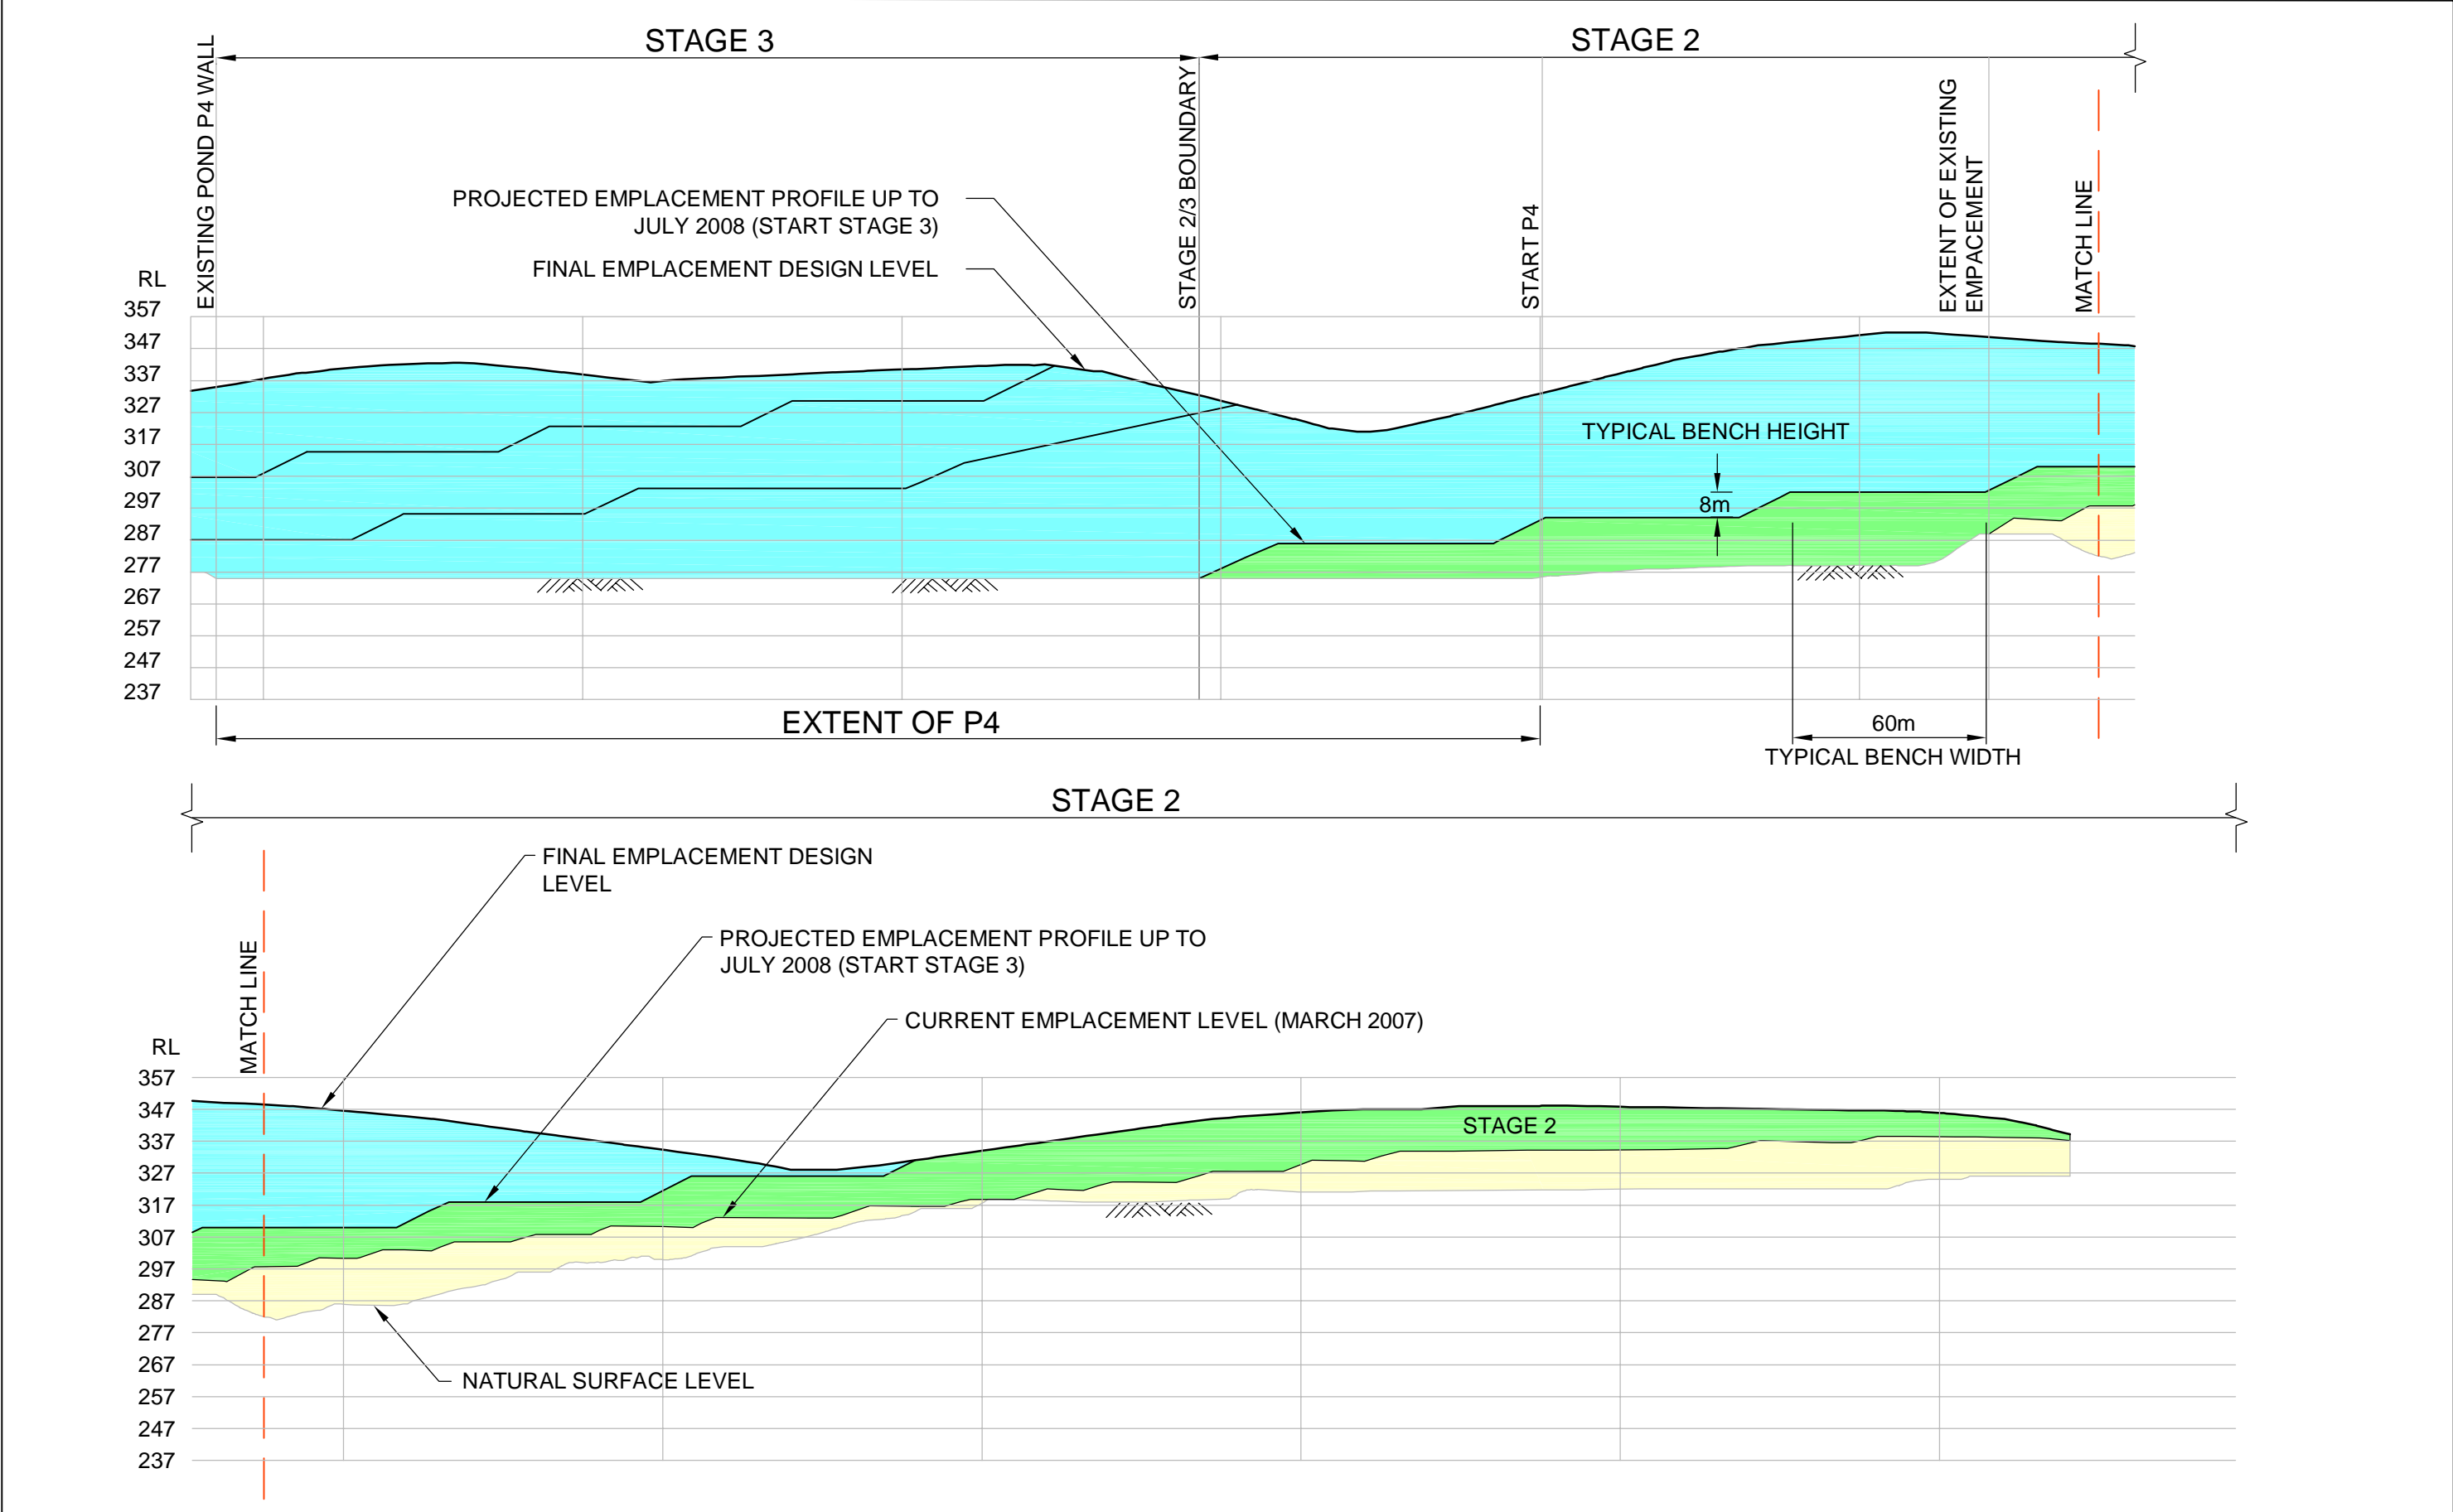 STAGE 3
STAGE 2
EXISTING POND P4 WALL
STAGE 2/3 BOUNDARY
START P4
EXTENT OF EXISTING
EMPACEMENT
MATCH LINE
PROJECTED EMPLACEMENT PROFILE UP TO
JULY 2008 (START STAGE 3)
FINAL EMPLACEMENT DESIGN LEVEL
RL
357
347
337
327
317
307
297
287
277
267
257
247
237
TYPICAL BENCH HEIGHT
8m
EXTENT OF P4
60m
TYPICAL BENCH WIDTH
STAGE 2
FINAL EMPLACEMENT DESIGN
LEVEL
PROJECTED EMPLACEMENT PROFILE UP TO
JULY 2008 (START STAGE 3)
MATCH LINE
CURRENT EMPLACEMENT LEVEL (MARCH 2007)
RL
357
347
337
327
317
307
297
287
277
267
257
247
237
STAGE 2
NATURAL SURFACE LEVEL